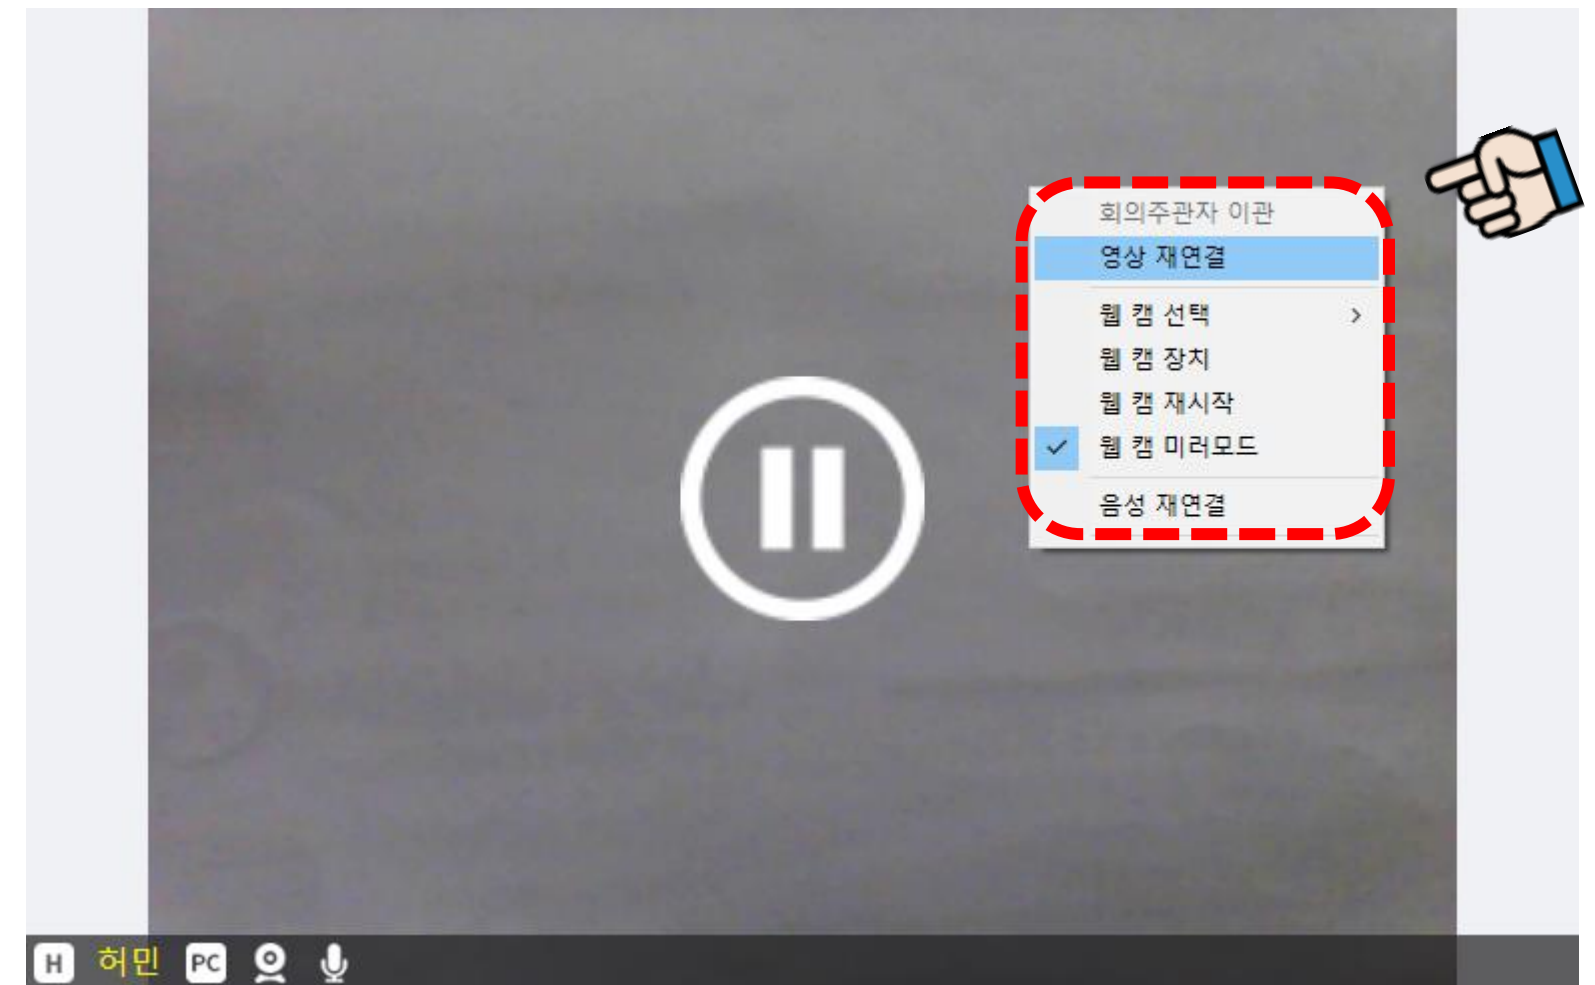 회의주관자 이관
영상 재연결
웹 캠 선택
웹 캠 장치
웹 캠 재시작
웹 캠 미러모드
음성 재연결
H 허민 PC